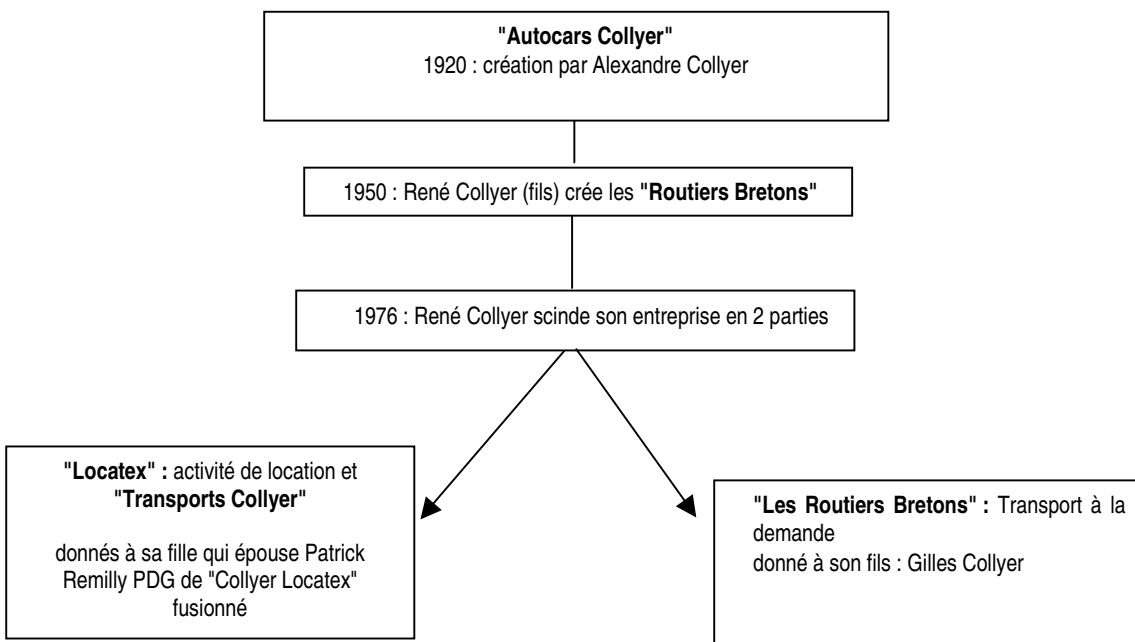 "Autocars Collyer"
1920 : création par Alexandre Collyer
1950 : René Collyer (fils) crée les "Routiers Bretons"
1976 : René Collyer scinde son entreprise en 2 parties
"Locatex" : activité de location et
"Transports Collyer"
donnés à sa fille qui épouse Patrick
Remilly PDG de "Collyer Locatex"
fusionné
"Les Routiers Bretons" : Transport à la
demande
donné à son fils : Gilles Collyer